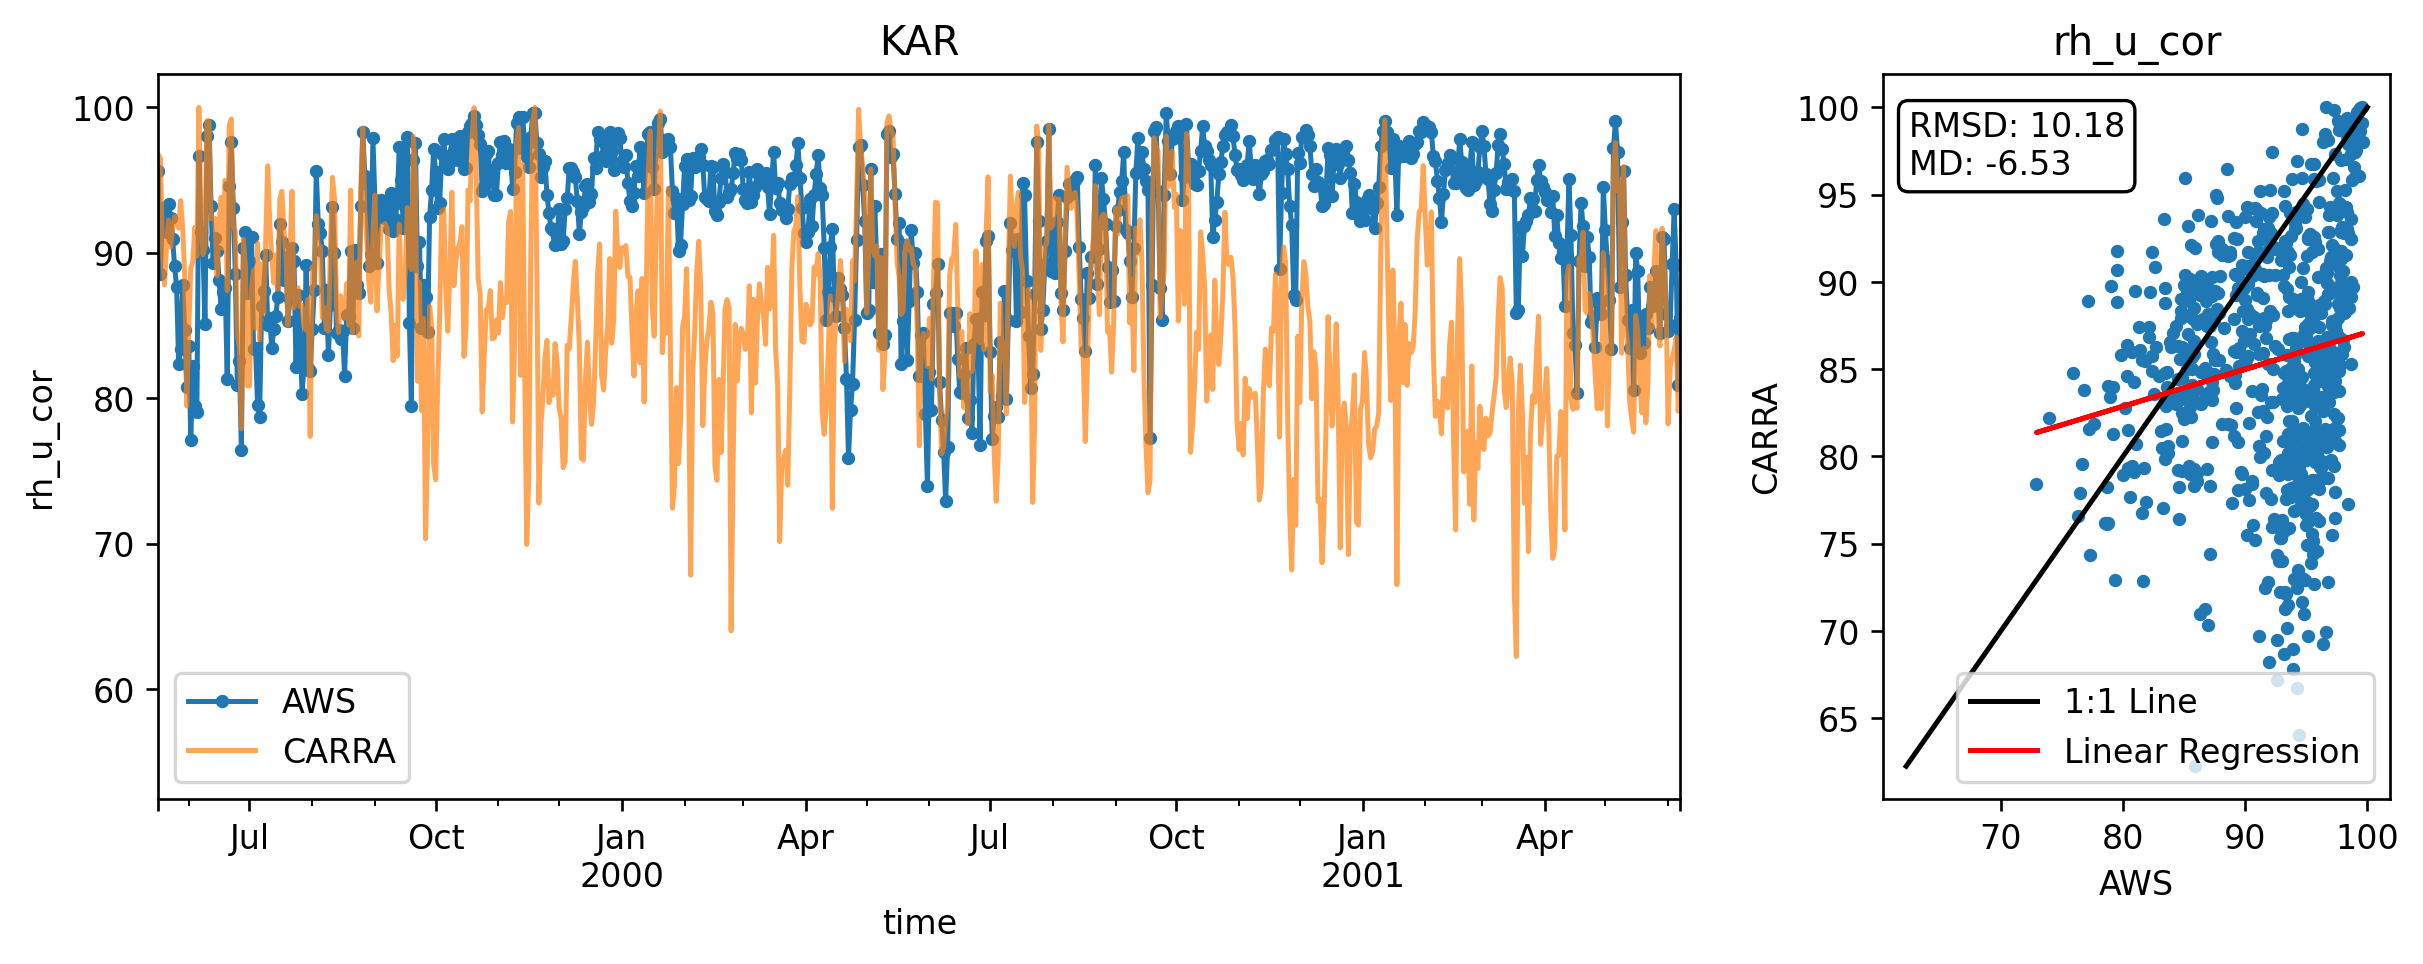 KAR
rh_u_cor
100
90
80
70
60
AWS
CARRA
Jul
Oct
Jan
2000
Apr
Jul
Oct
Jan
2001
Apr
time
rh_u_cor
RMSD: 10.18
MD: -6.53
CARRA
100
95
90
85
80
75
70
65
1:1 Line
Linear Regression
70
80
90
100
AWS